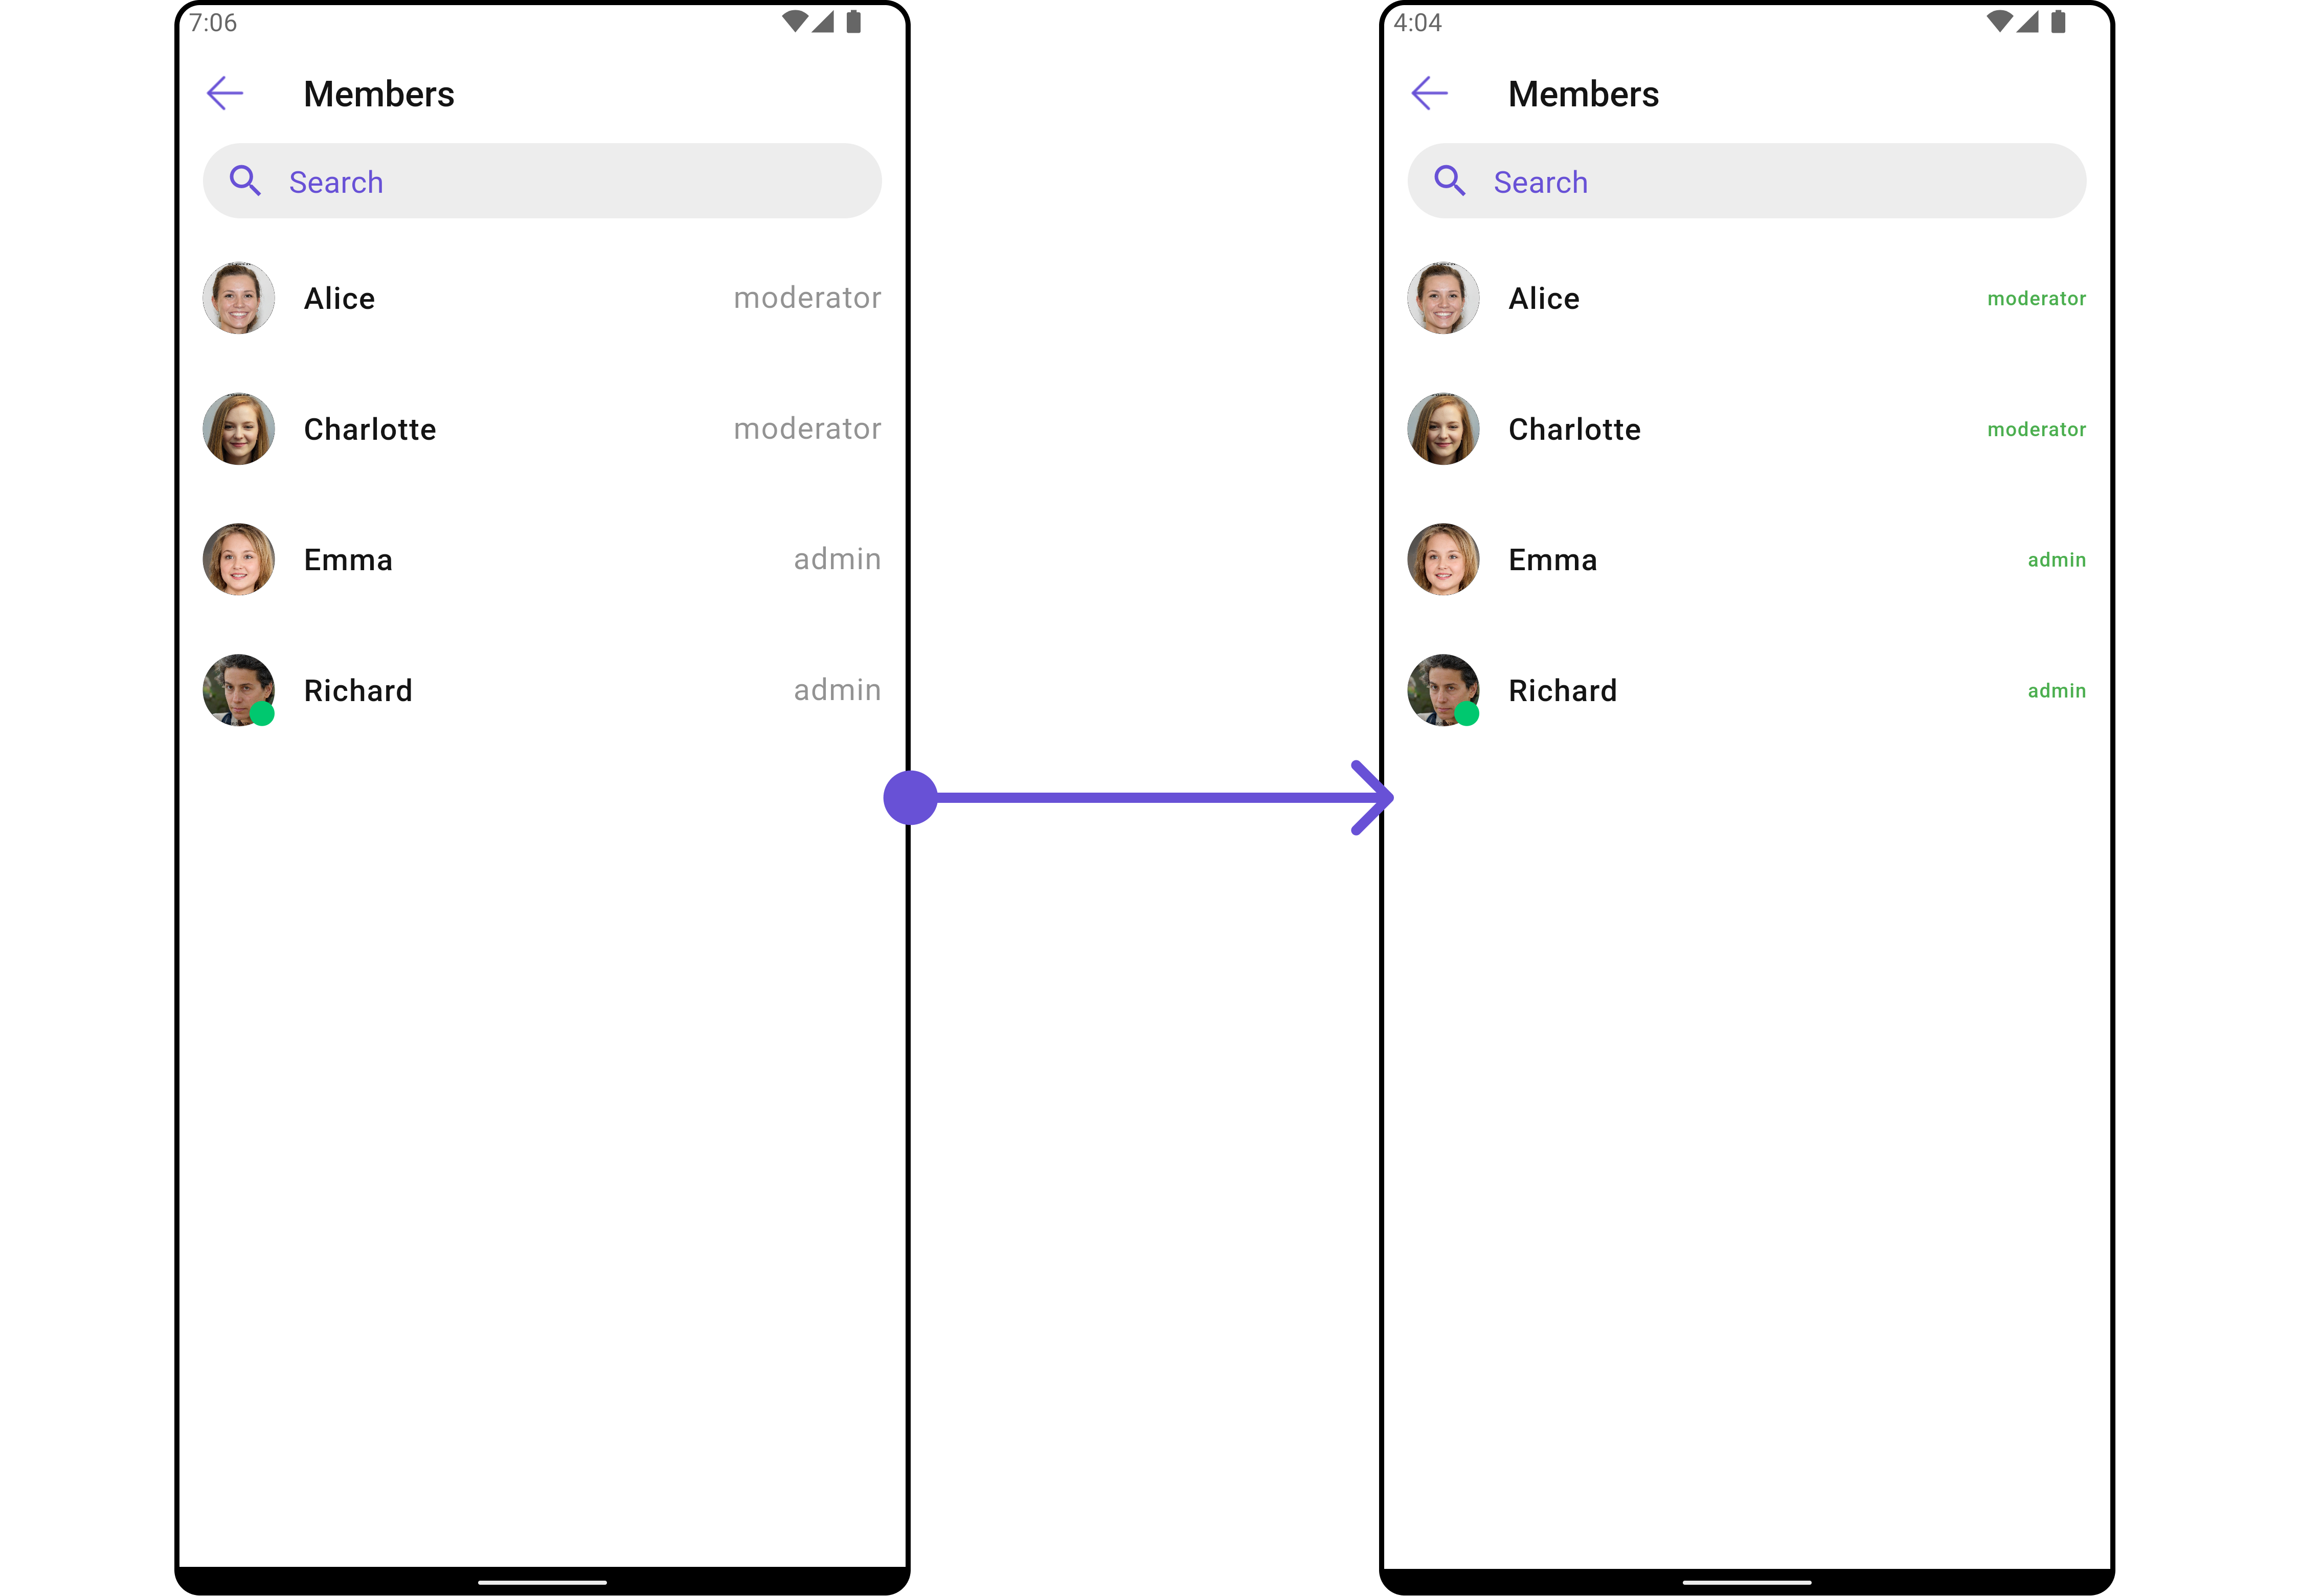 7:06
Members
Search
Alice moderator
Charlotte moderator
Emma admin
Richard admin
4:04
Members
Search
Alice moderator
Charlotte moderator
Emma admin
Richard admin